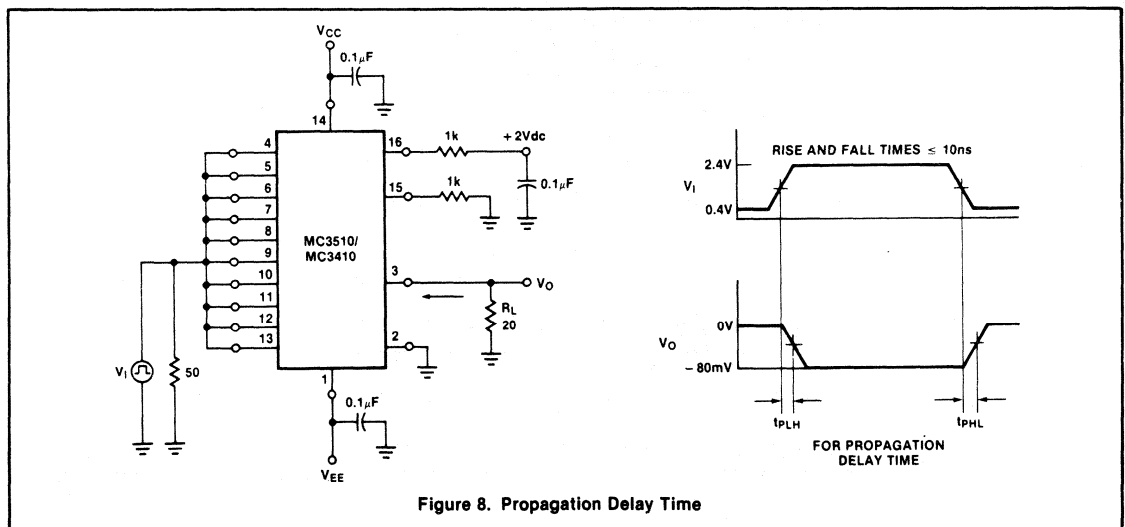 VCC
0.1µF
14
4
5
6
7
8
9
10
11
12
13
16
1k
+2Vdc
0.1µF
15
1k
MC3510/
MC3410
3
VO
RL
20
2
VI
50
1
0.1µF
VEE
RISE AND FALL TIMES ≤ 10ns
2.4V
VI
0.4V
0V
VO
−80mV
tPLH
tPHL
FOR PROPAGATION
DELAY TIME
Figure 8. Propagation Delay Time